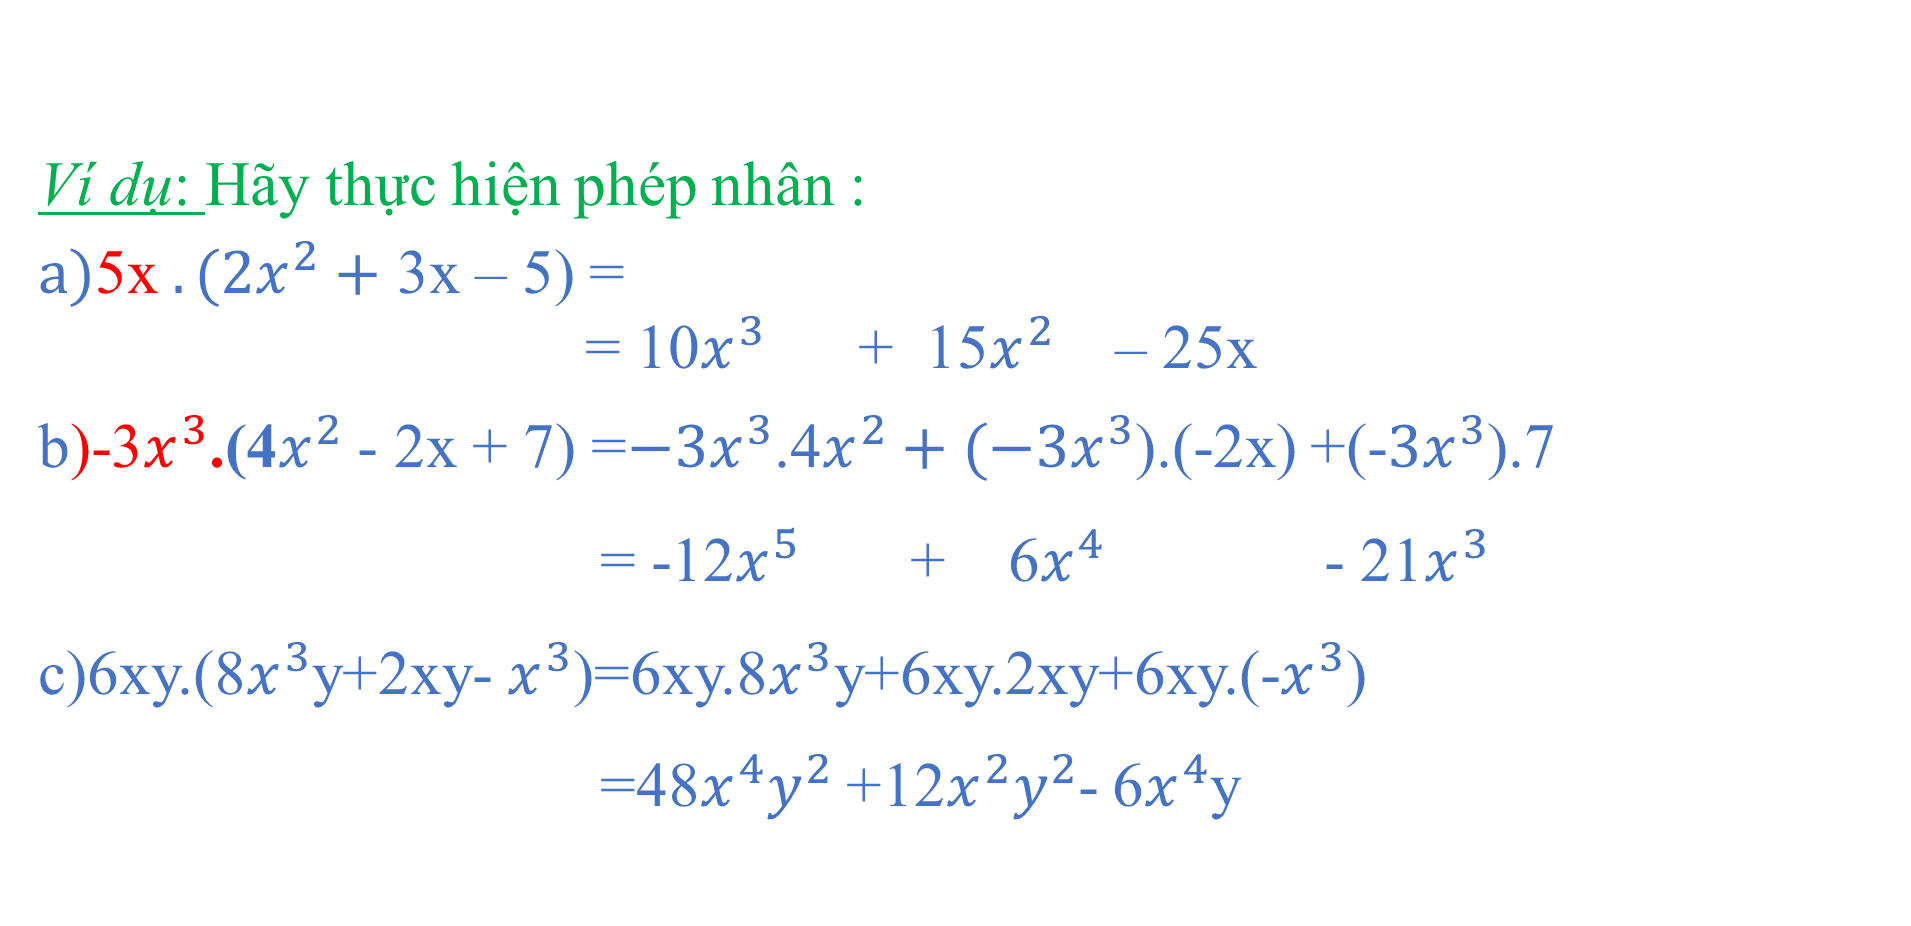 Ví dụ: Hãy thực hiện phép nhân :
a)5x . (2x² + 3x – 5) =
= 10x³ + 15x² – 25x
b)-3x³.(4x² - 2x + 7) =−3x³.4x² + (−3x³).(-2x) +(-3x³).7
= -12x⁵ + 6x⁴ - 21x³
c)6xy.(8x³y+2xy- x³)=6xy.8x³y+6xy.2xy+6xy.(-x³)
=48x⁴y² +12x²y²- 6x⁴y